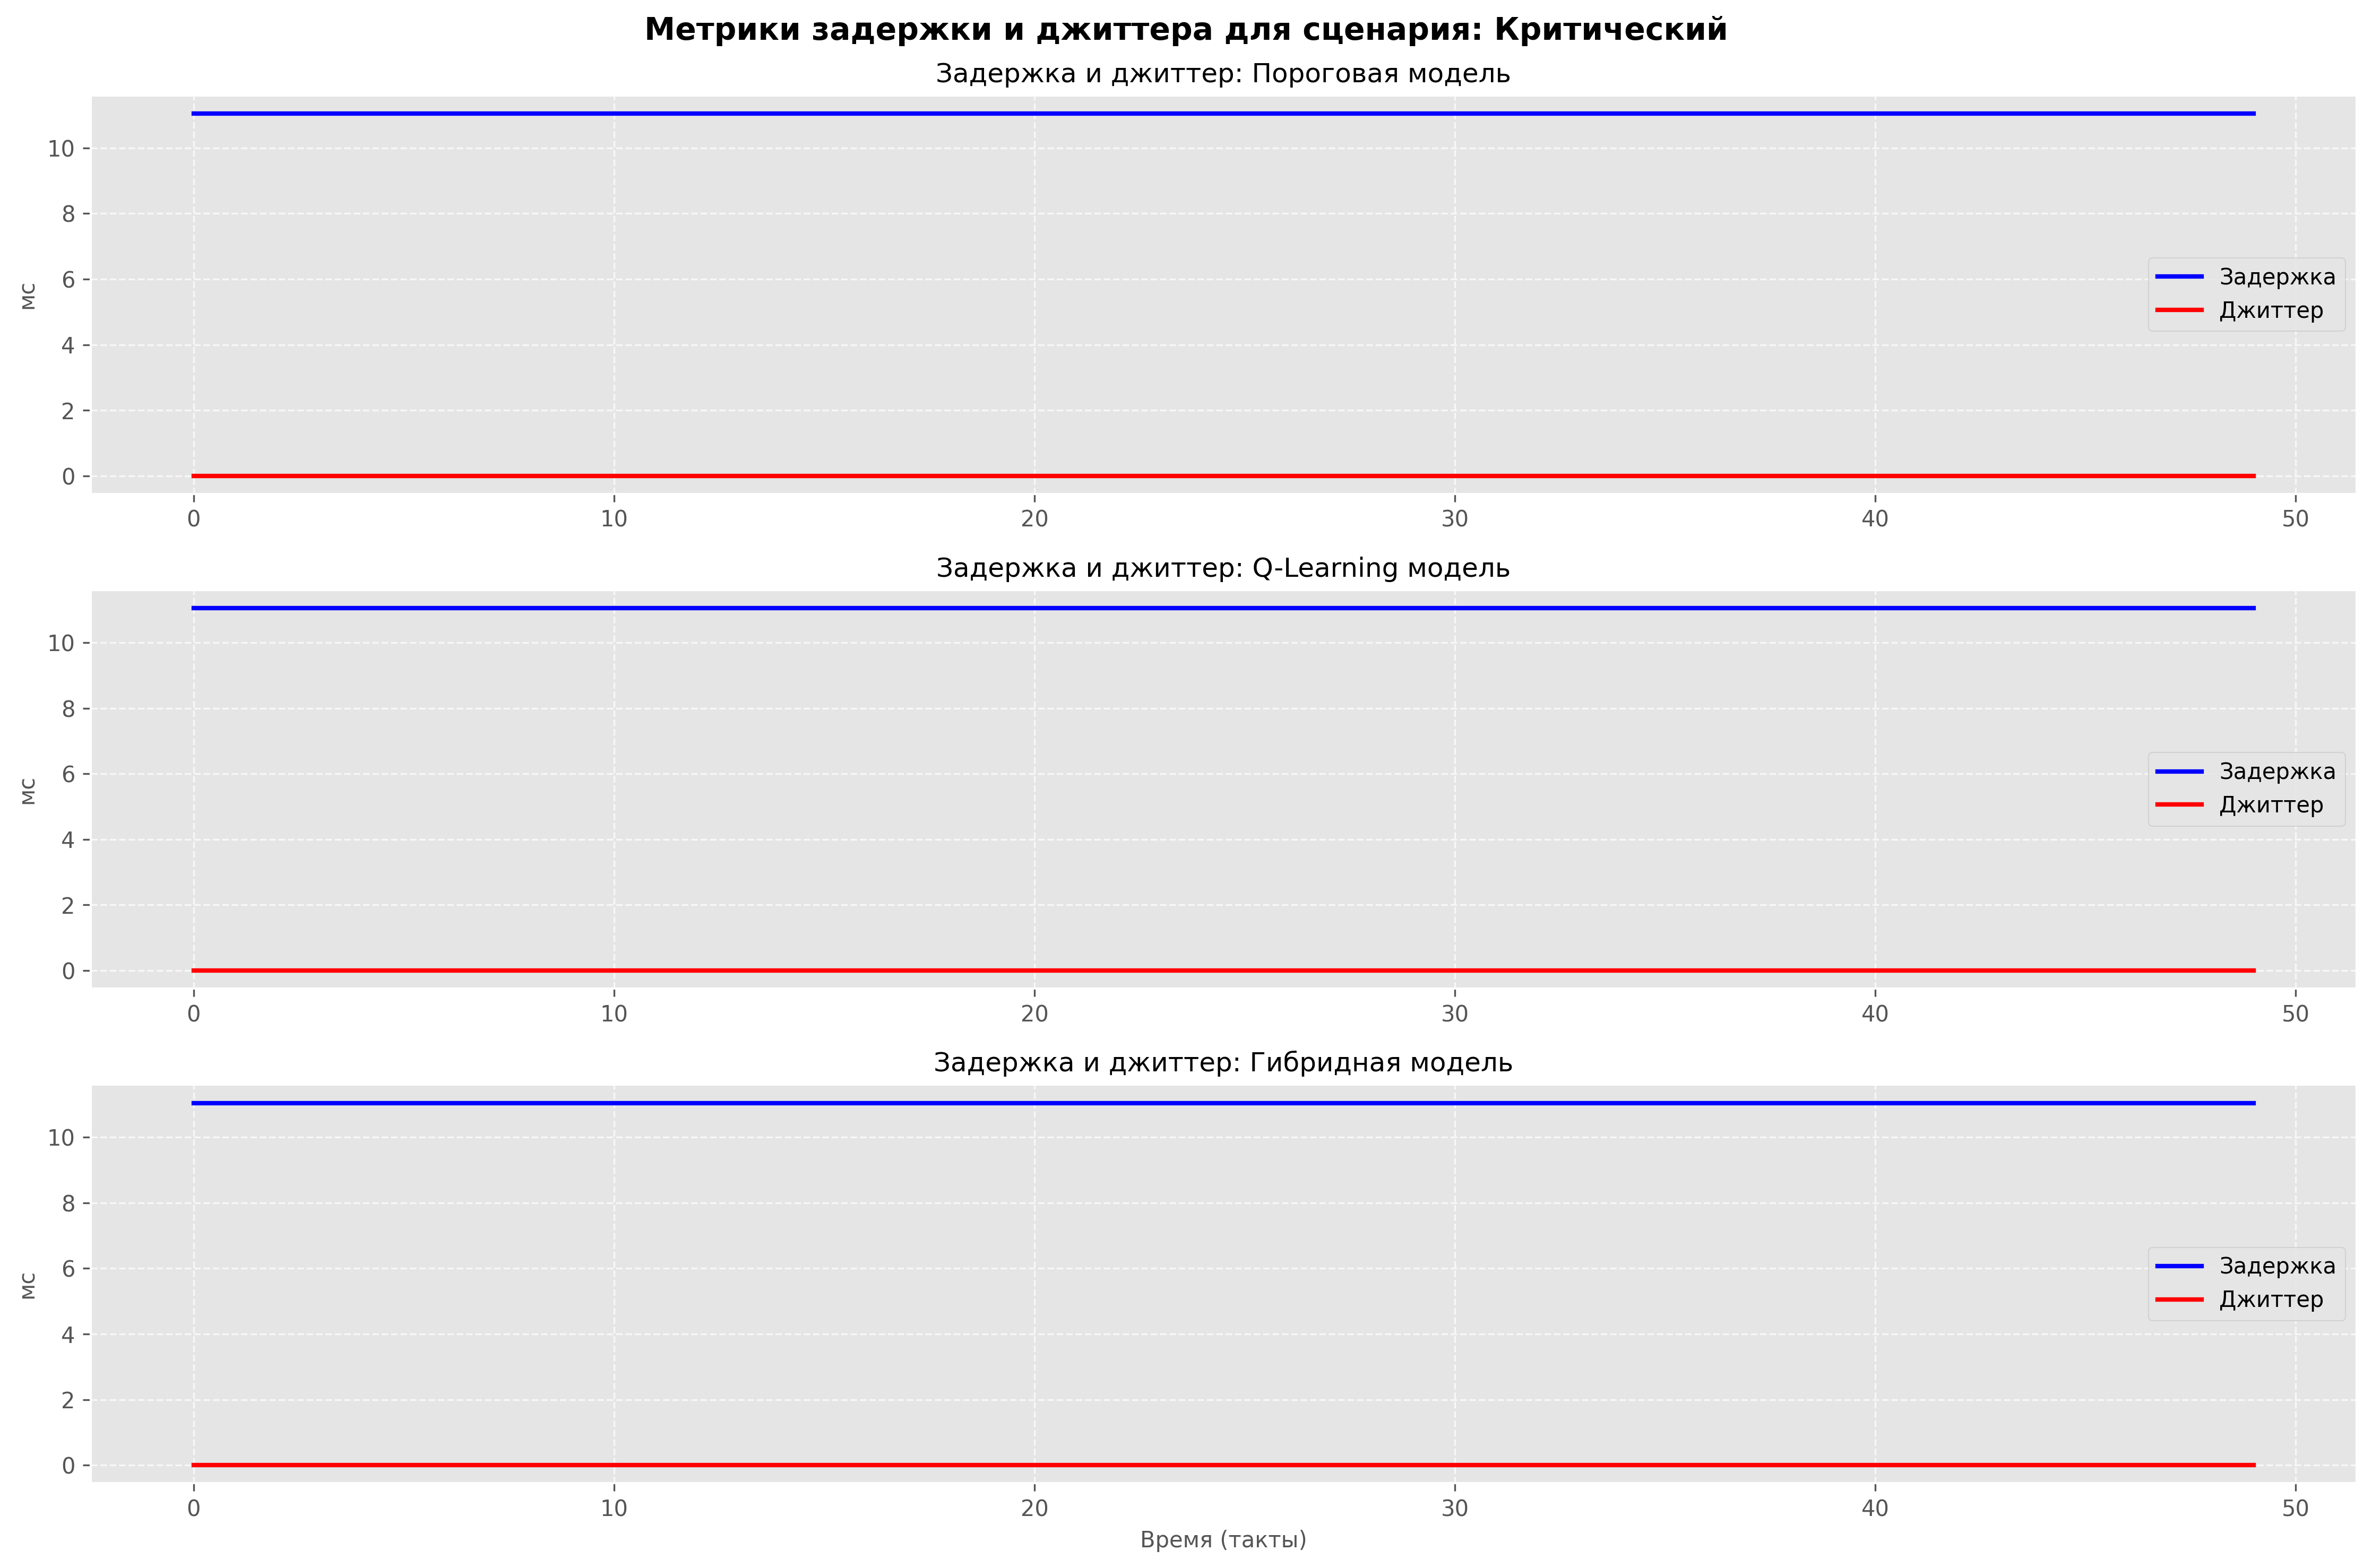 Метрики задержки и джиттера для сценария: Критический
Задержка и джиттер: Пороговая модель
мс
10
8
6
4
2
0
Задержка
Джиттер
0 10 20 30 40 50
Задержка и джиттер: Q-Learning модель
мс
10
8
6
4
2
0
Задержка
Джиттер
0 10 20 30 40 50
Задержка и джиттер: Гибридная модель
мс
10
8
6
4
2
0
Задержка
Джиттер
0 10 20 30 40 50
Время (такты)